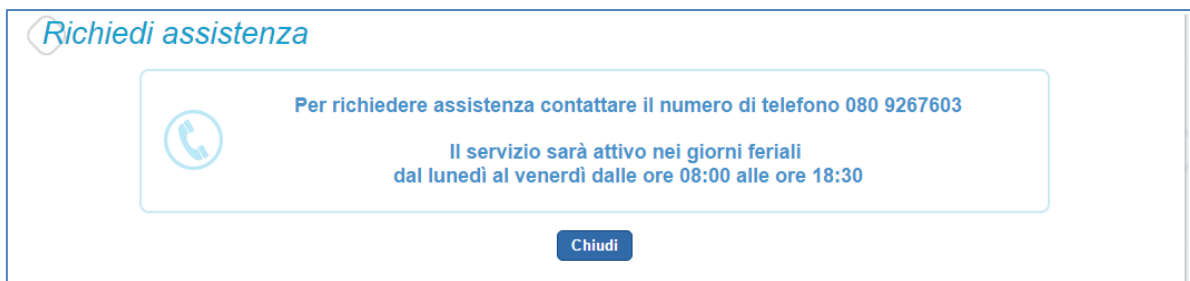 Richiedi assistenza
Per richiedere assistenza contattare il numero di telefono 080 9267603
Il servizio sarà attivo nei giorni feriali
dal lunedì al venerdì dalle ore 08:00 alle ore 18:30
Chiudi